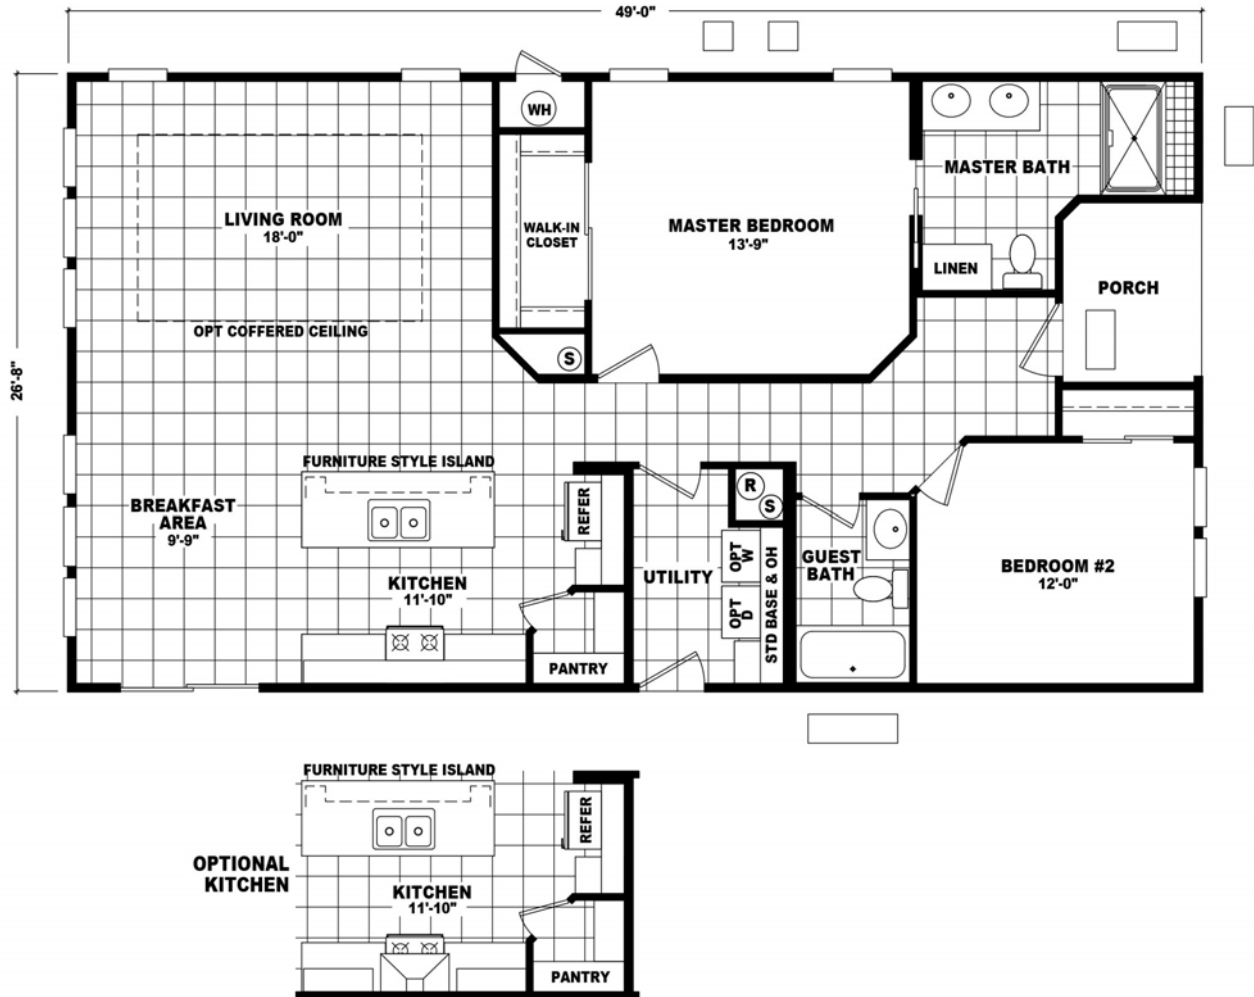 49'-0"
26'-8"
WH
MASTER BATH
LIVING ROOM
18'-0"
WALK-IN
CLOSET
MASTER BEDROOM
13'-9"
LINEN
PORCH
OPT COFFERED CEILING
S
FURNITURE STYLE ISLAND
BREAKFAST
AREA
9'-9"
REFER
R
S
KITCHEN
11'-10"
UTILITY
OPT
W
OPT
D
STD BASE & OH
GUEST
BATH
BEDROOM #2
12'-0"
PANTRY
FURNITURE STYLE ISLAND
REFER
OPTIONAL
KITCHEN
KITCHEN
11'-10"
PANTRY